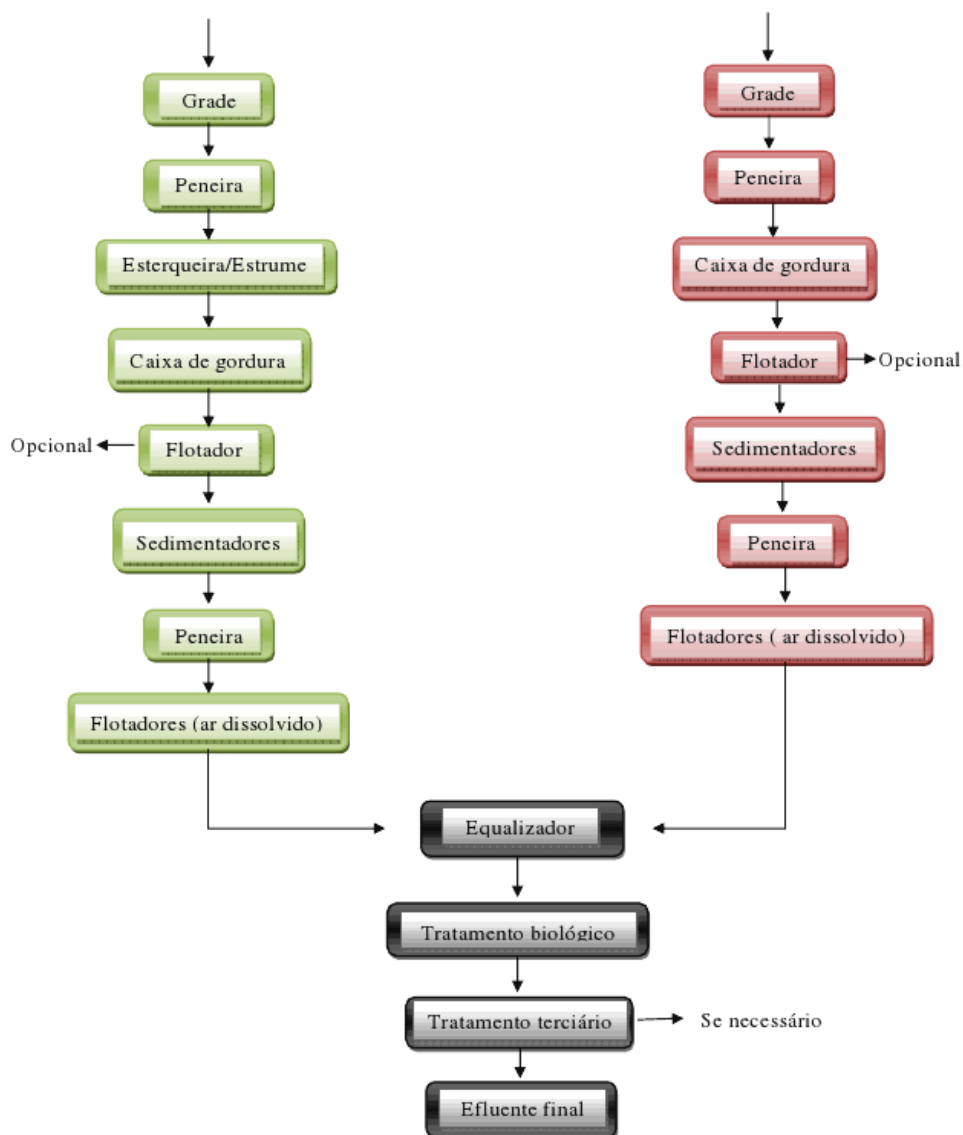 Grade
Peneira
Esterqueira/Estrume
Caixa de gordura
Opcional
Flotador
Sedimentadores
Peneira
Flotadores (ar dissolvido)
Grade
Peneira
Caixa de gordura
Flotador
Opcional
Sedimentadores
Peneira
Flotadores ( ar dissolvido)
Equalizador
Tratamento biológico
Tratamento terciário
Se necessário
Efluente final